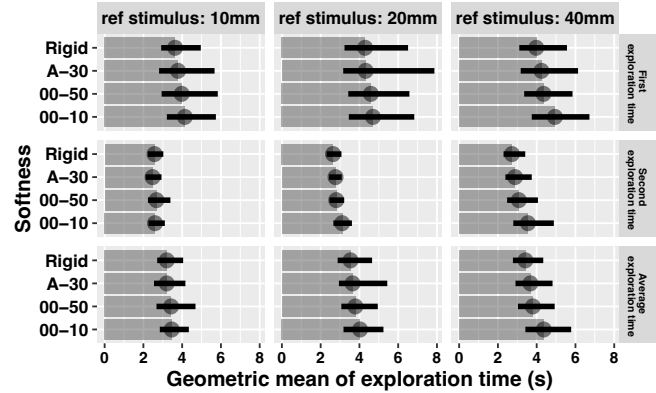 ref stimulus: 10mm ref stimulus: 20mm ref stimulus: 40mm
Rigid
A−30
00−50
00−10
First
exploration time
Rigid
A−30
00−50
00−10
Second
exploration time
Rigid
A−30
00−50
00−10
Average
exploration time
Softness
0 2 4 6 8 0 2 4 6 8 0 2 4 6 8
Geometric mean of exploration time (s)